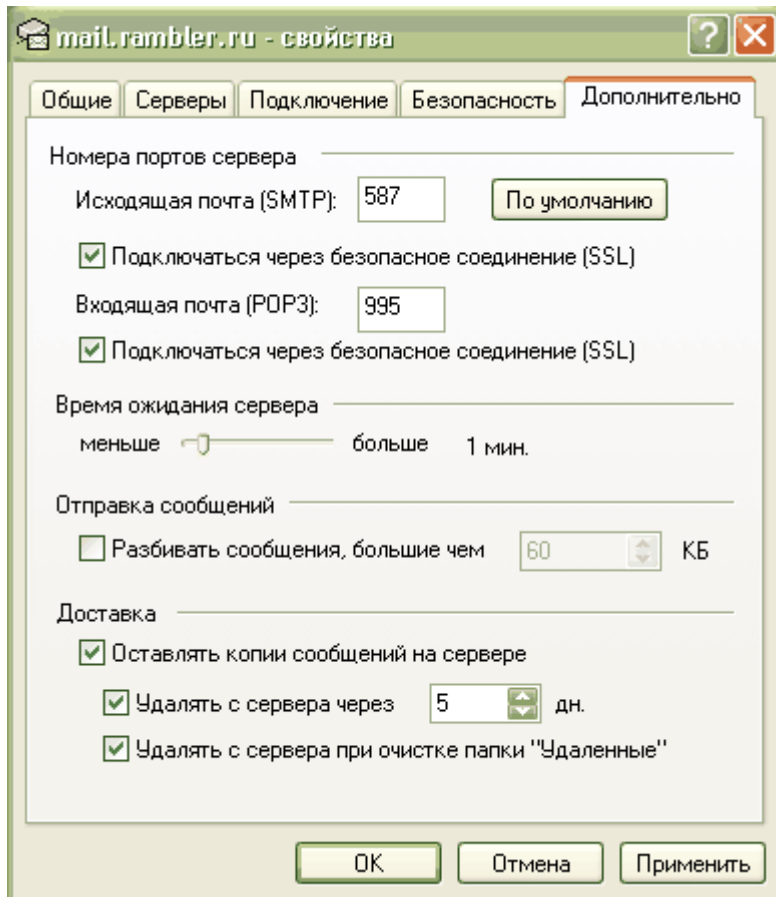 mail.rambler.ru - свойства
Общие Серверы Подключение Безопасность Дополнительно
Номера портов сервера
Исходящая почта (SMTP): 587 По умолчанию
Подключаться через безопасное соединение (SSL)
Входящая почта (POP3): 995
Подключаться через безопасное соединение (SSL)
Время ожидания сервера
меньше больше 1 мин.
Отправка сообщений
Разбивать сообщения, большие чем 60 КБ
Доставка
Оставлять копии сообщений на сервере
Удалять с сервера через 5 дн.
Удалять с сервера при очистке папки "Удаленные"
OK Отмена Применить